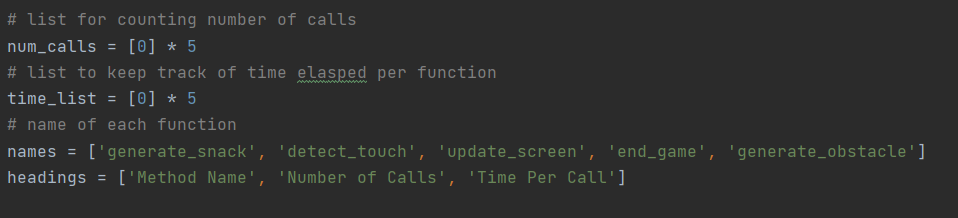 # list for counting number of calls
num_calls = [0] * 5
# list to keep track of time elasped per function
time_list = [0] * 5
# name of each function
names = ['generate_snack', 'detect_touch', 'update_screen', 'end_game', 'generate_obstacle']
headings = ['Method Name', 'Number of Calls', 'Time Per Call']